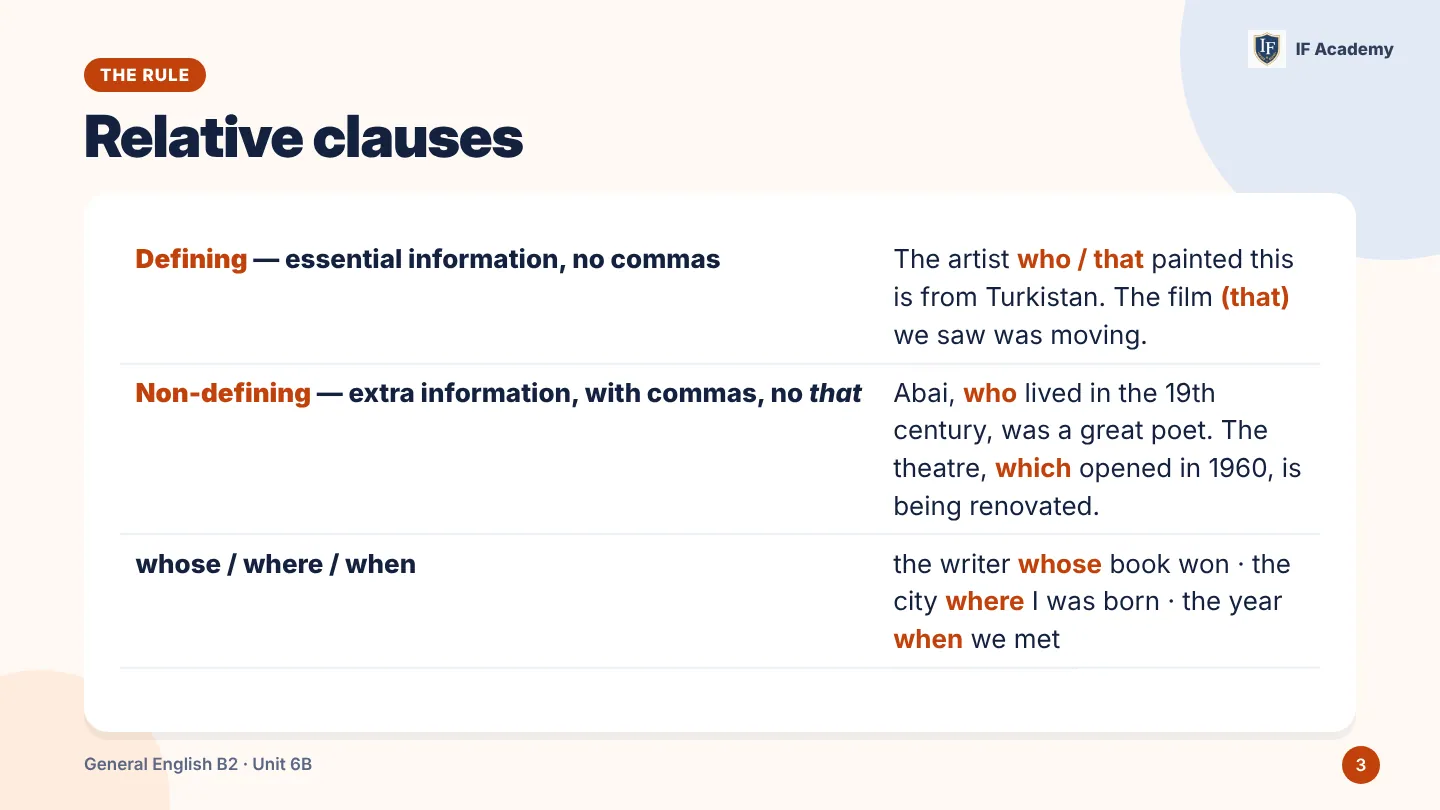 IF
IF Academy
THE RULE
Relative clauses
Defining — essential information, no commas
The artist who / that painted this
is from Turkistan. The film (that)
we saw was moving.
Non-defining — extra information, with commas, no that
Abai, who lived in the 19th
century, was a great poet. The
theatre, which opened in 1960, is
being renovated.
whose / where / when
the writer whose book won · the
city where I was born · the year
when we met
General English B2 · Unit 6B
3